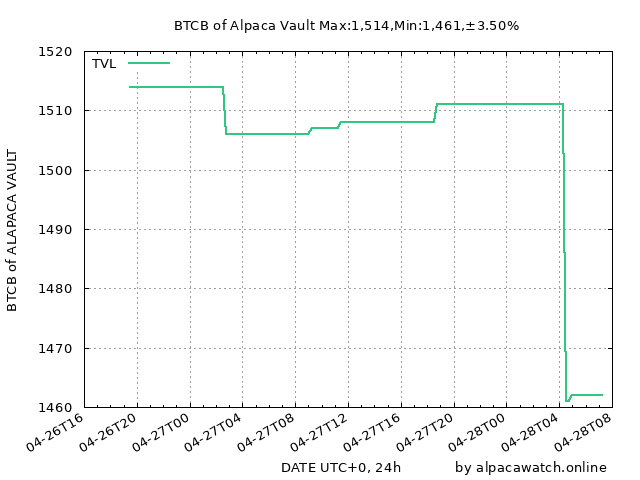 BTCB of Alpaca Vault Max:1,514,Min:1,461,±3.50%
TVL
1520
1510
1500
1490
1480
1470
1460
BTCB of ALAPACA VAULT
04-26T16
04-26T20
04-27T00
04-27T04
04-27T08
04-27T12
04-27T16
04-27T20
04-28T00
04-28T04
04-28T08
DATE UTC+0, 24h
by alpacawatch.online